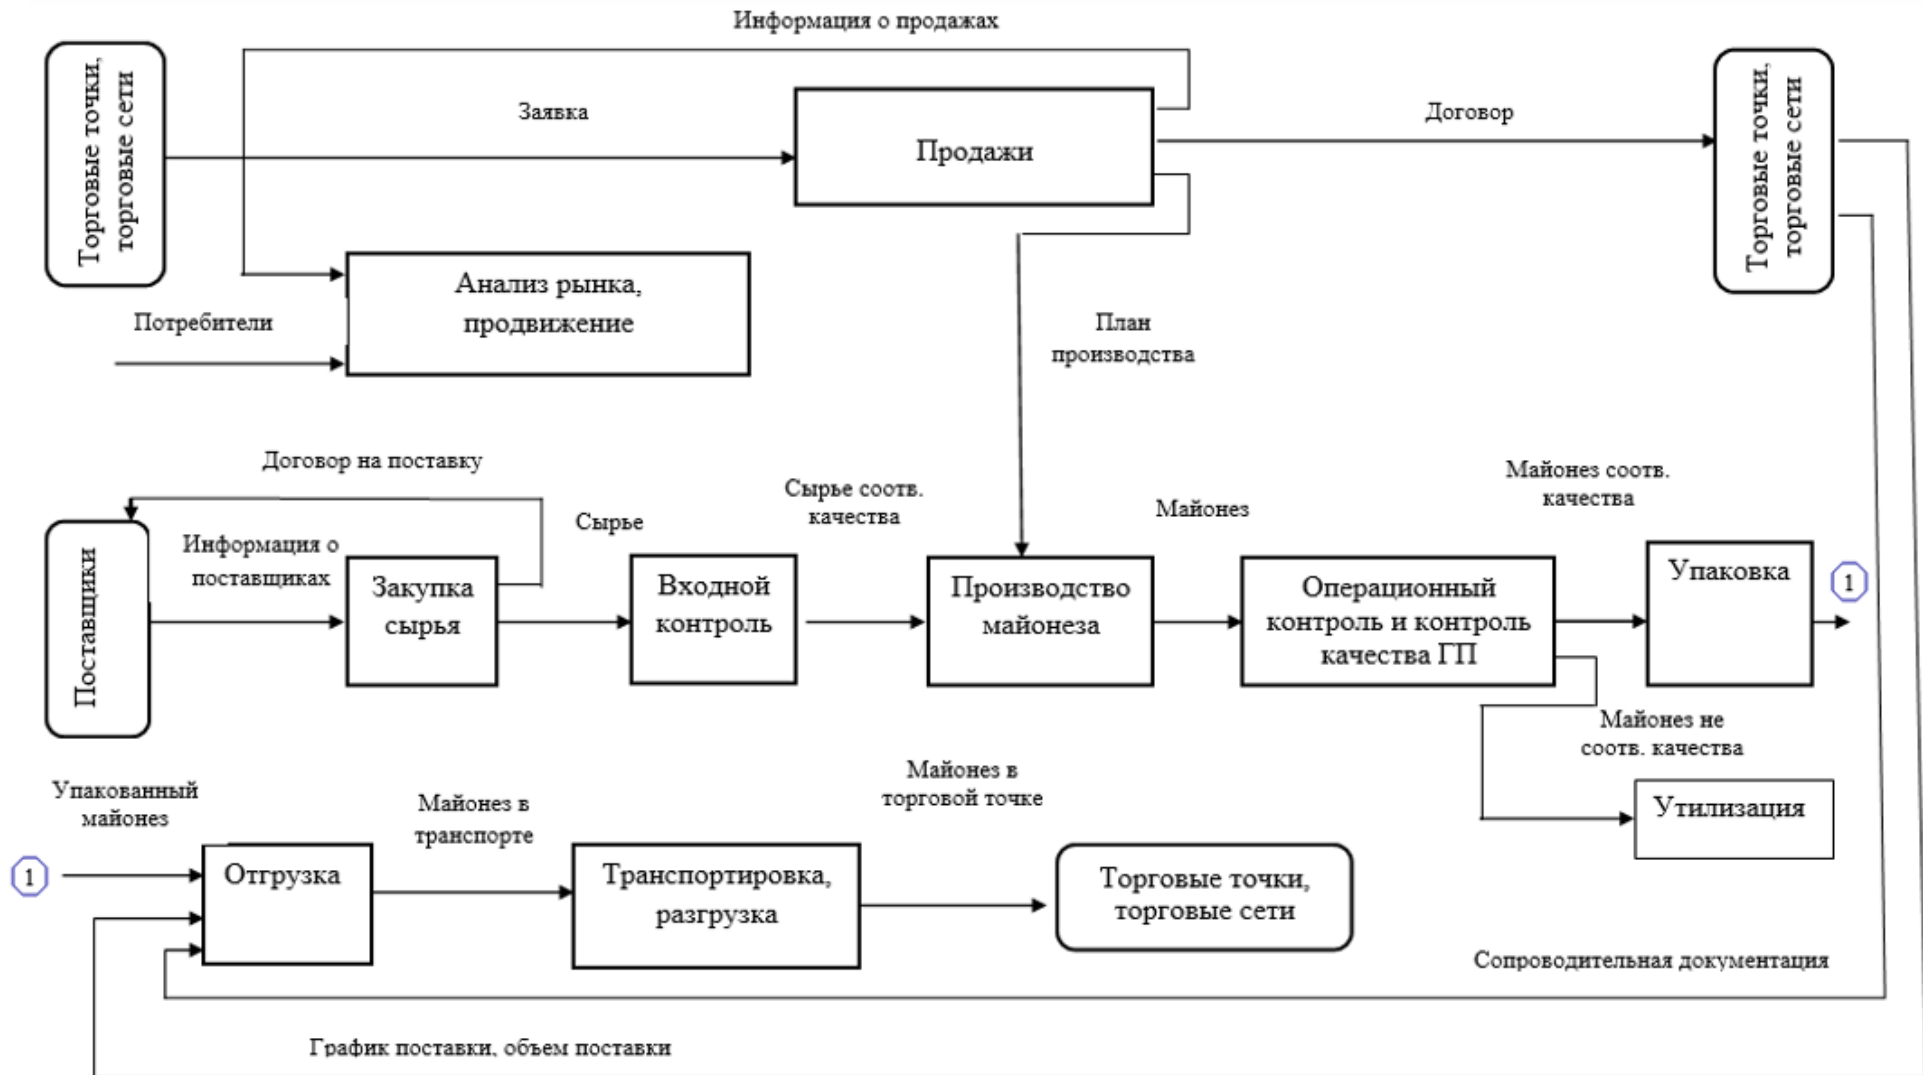 Информация о продажах
Торговые точки,
торговые сети
Заявка
Продажи
Договор
Торговые точки,
торговые сети
Анализ рынка,
продвижение
Потребители
План
производства
Договор на поставку
Сырье соотв.
качества
Майонез соотв.
качества
Сырье
Майонез
Поставщики
Информация о
поставщиках
Закупка
сырья
Входной
контроль
Производство
майонеза
Операционный
контроль и контроль
качества ГП
Упаковка
1
Майонез не
соотв. качества
Упакованный
майонез
Майонез в
транспорте
Майонез в
торговой точке
Утилизация
1
Отгрузка
Транспортировка,
разгрузка
Торговые точки,
торговые сети
Сопроводительная документация
График поставки, объем поставки